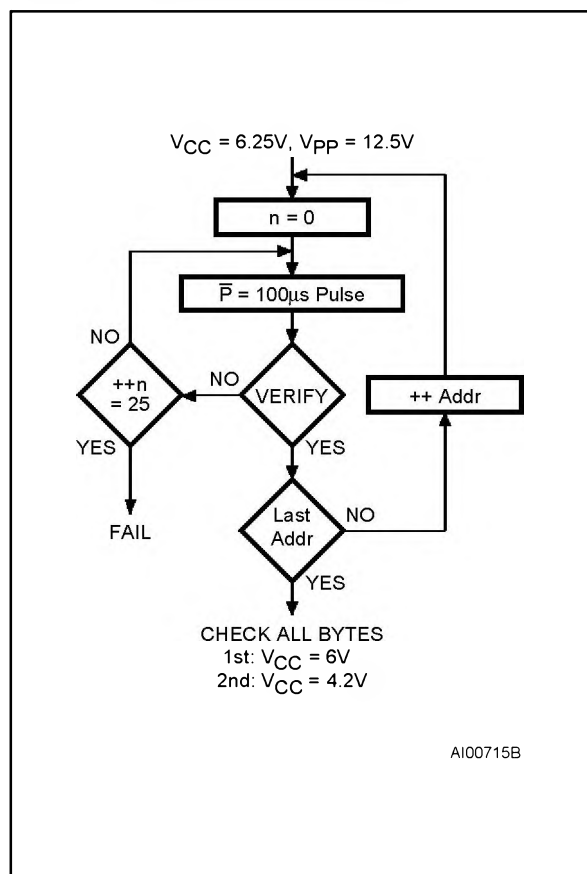 VCC = 6.25V, VPP = 12.5V
n = 0
P̅ = 100µs Pulse
NO
++n
= 25
NO
VERIFY
++ Addr
YES
YES
FAIL
Last
Addr
NO
YES
CHECK ALL BYTES
1st: VCC = 6V
2nd: VCC = 4.2V
AI00715B